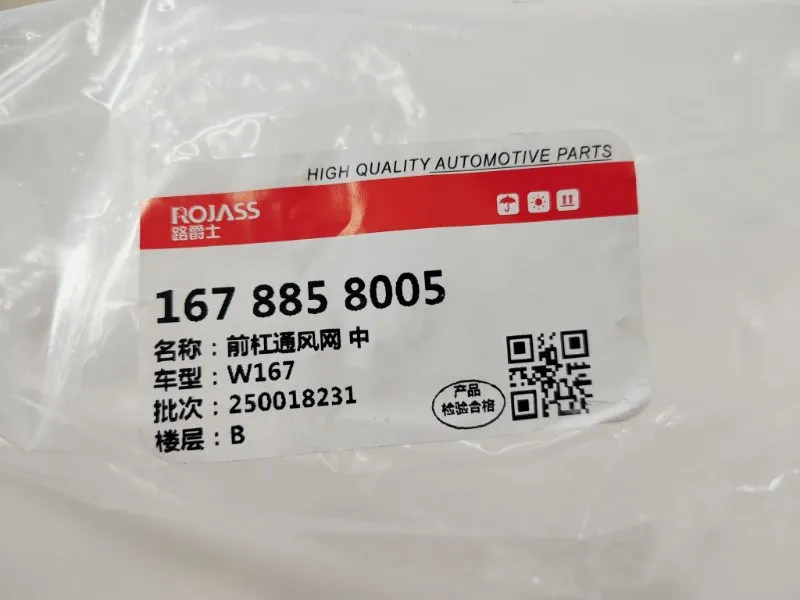 HIGH QUALITY AUTOMOTIVE PARTS
ROJASS
路爵士
167 885 8005
名称：前杠通风网 中
车型：W167
批次：250018231
楼层：B
产品
检验合格